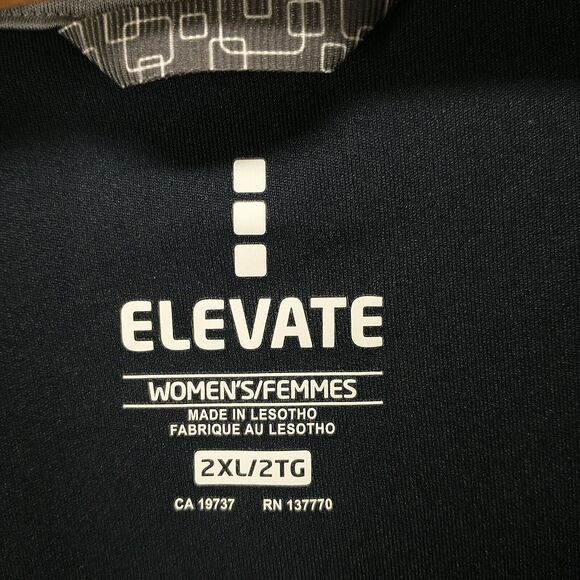 ELEVATE
WOMEN'S/FEMMES
MADE IN LESOTHO
FABRIQUE AU LESOTHO
2XL/2TG
CA 19737 RN 137770